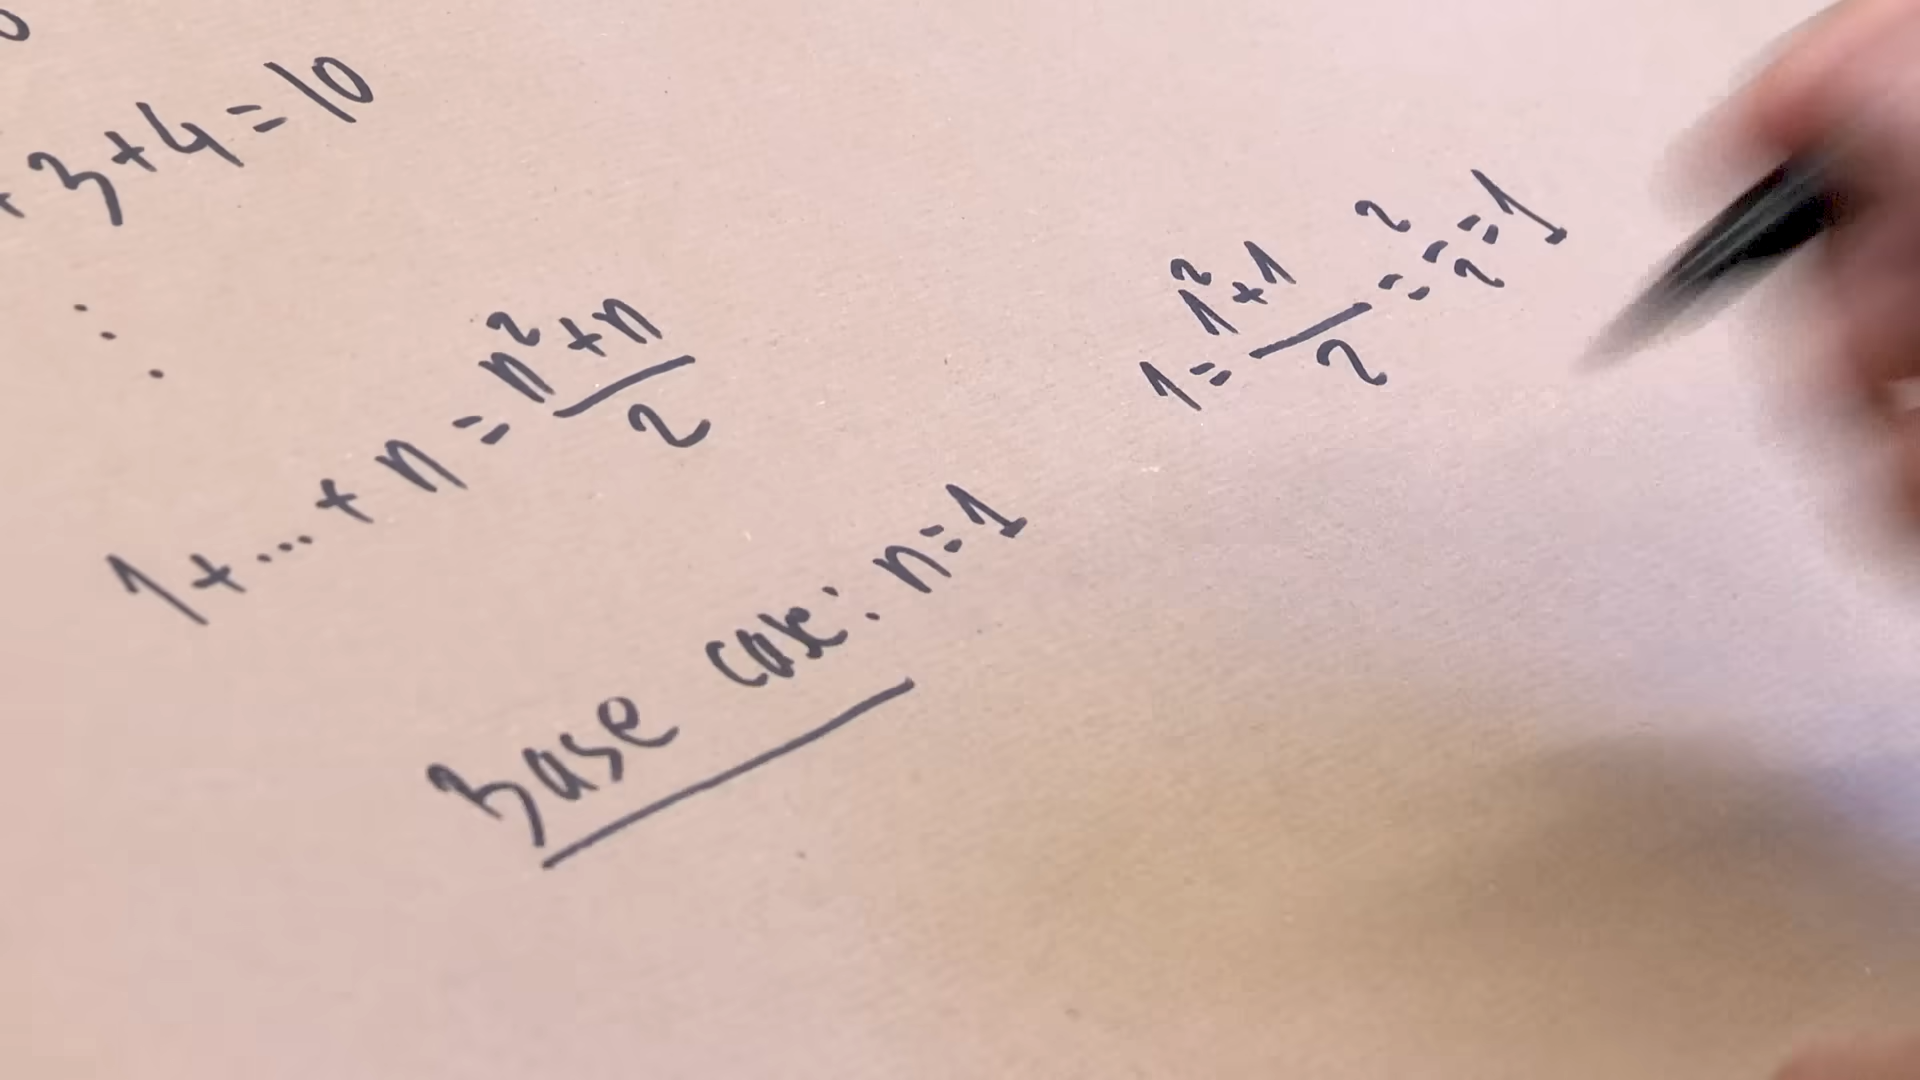 +3+4=10
⋮
1+...+n = (n²+n)/2
1 = (1²+1)/2 = 2/2 = 1
Base case: n=1